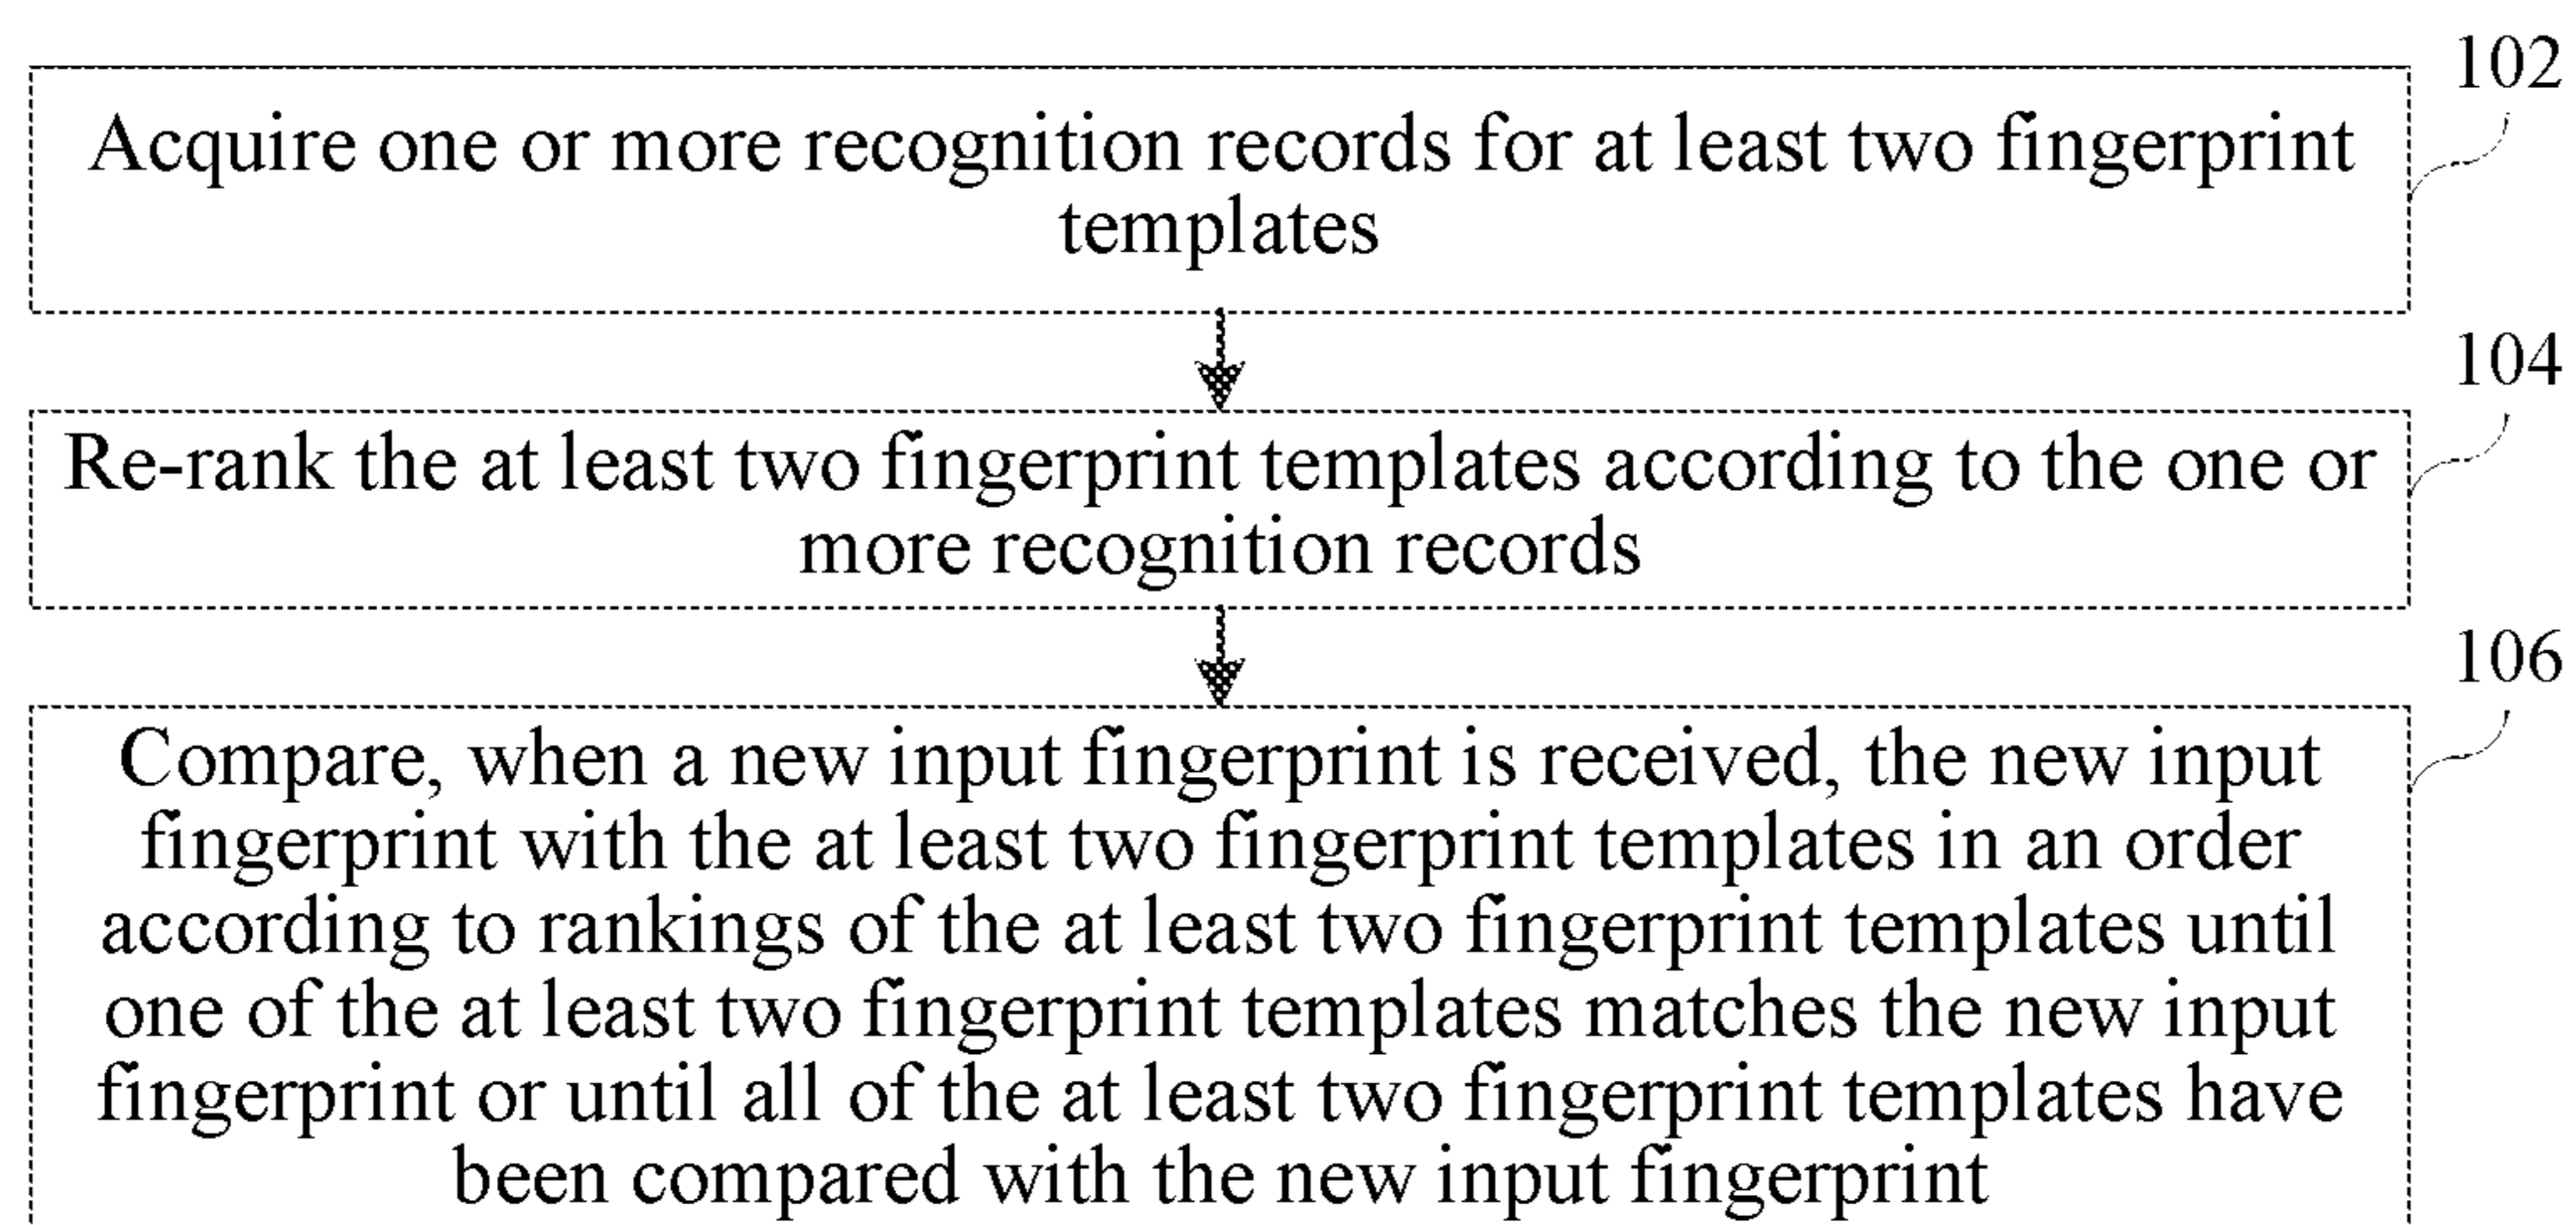 102
Acquire one or more recognition records for at least two fingerprint
templates
104
Re-rank the at least two fingerprint templates according to the one or
more recognition records
106
Compare, when a new input fingerprint is received, the new input
fingerprint with the at least two fingerprint templates in an order
according to rankings of the at least two fingerprint templates until
one of the at least two fingerprint templates matches the new input
fingerprint or until all of the at least two fingerprint templates have
been compared with the new input fingerprint